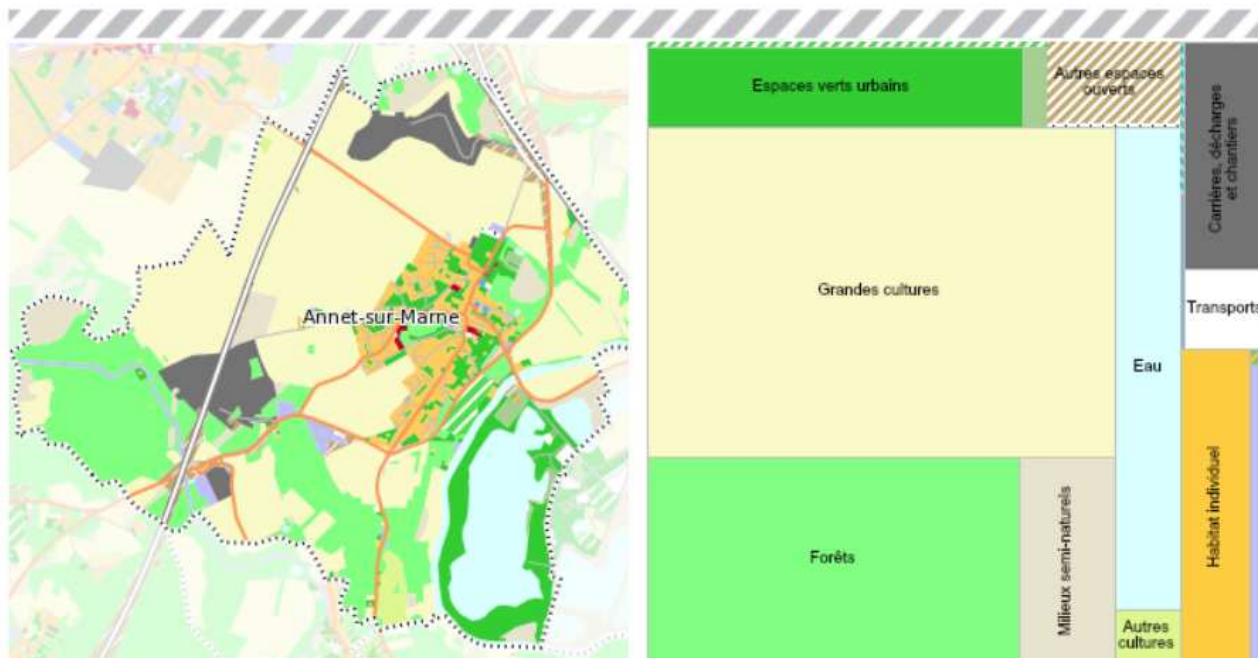 Annet-sur-Marne
Espaces verts urbains
Autres espaces
ouverts
Carrières, décharges
et chantiers
Grandes cultures
Transports
Eau
Habitat individuel
Forêts
Milieux semi-naturels
Autres
cultures